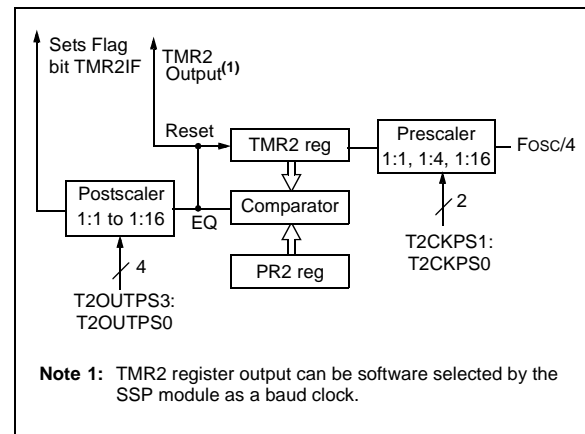 Sets Flag
bit TMR2IF
TMR2
Output(1)
Reset
TMR2 reg
Prescaler
1:1, 1:4, 1:16
FOSC/4
Postscaler
1:1 to 1:16
EQ
Comparator
2
T2CKPS1:
T2CKPS0
4
PR2 reg
T2OUTPS3:
T2OUTPS0
Note 1: TMR2 register output can be software selected by the
SSP module as a baud clock.